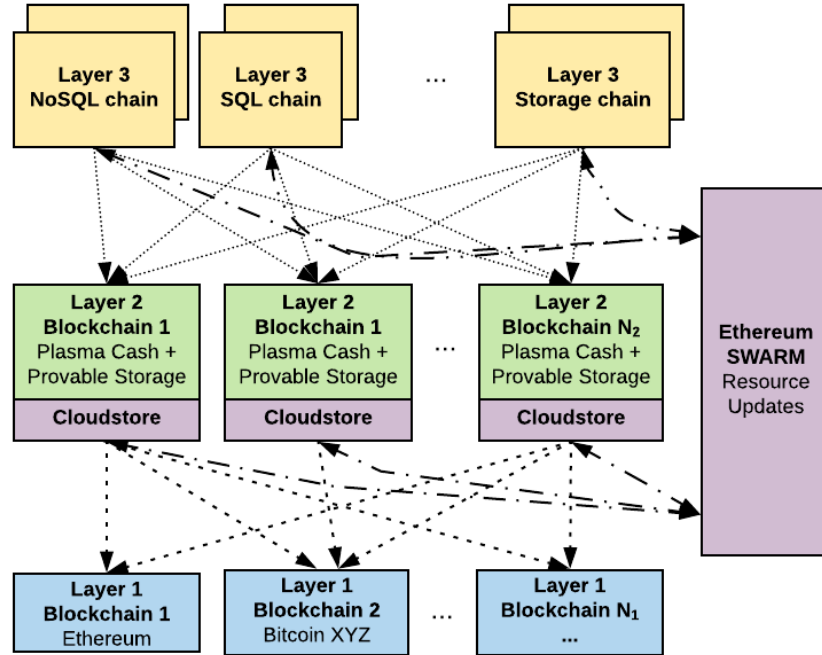 Layer 3
NoSQL chain
Layer 3
SQL chain
...
Layer 3
Storage chain
Layer 2
Blockchain 1
Plasma Cash +
Provable Storage
Cloudstore
Layer 2
Blockchain 1
Plasma Cash +
Provable Storage
Cloudstore
...
Layer 2
Blockchain N₂
Plasma Cash +
Provable Storage
Cloudstore
Ethereum
SWARM
Resource
Updates
Layer 1
Blockchain 1
Ethereum
Layer 1
Blockchain 2
Bitcoin XYZ
...
Layer 1
Blockchain N₁
...